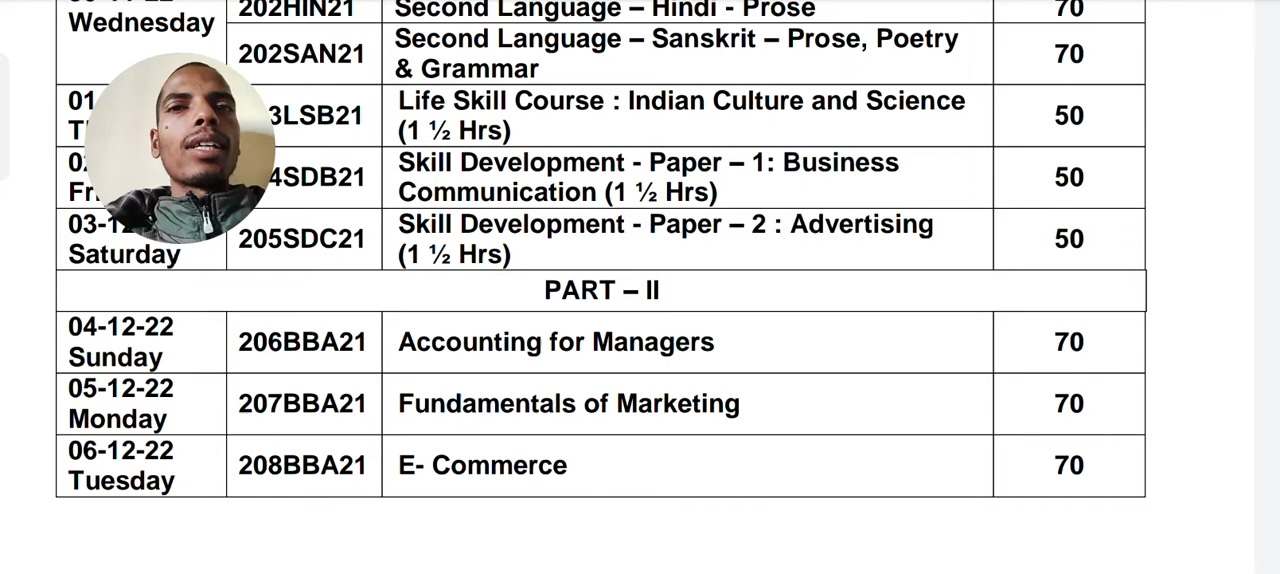 Wednesday
202HIN21 Second Language – Hindi - Prose 70
202SAN21 Second Language – Sanskrit – Prose, Poetry
& Grammar 70
01
3LSB21 Life Skill Course : Indian Culture and Science
(1 ½ Hrs) 50
4SDB21 Skill Development - Paper – 1: Business
Communication (1 ½ Hrs) 50
03-12
Saturday 205SDC21 Skill Development - Paper – 2 : Advertising
(1 ½ Hrs) 50
PART – II
04-12-22
Sunday 206BBA21 Accounting for Managers 70
05-12-22
Monday 207BBA21 Fundamentals of Marketing 70
06-12-22
Tuesday 208BBA21 E- Commerce 70